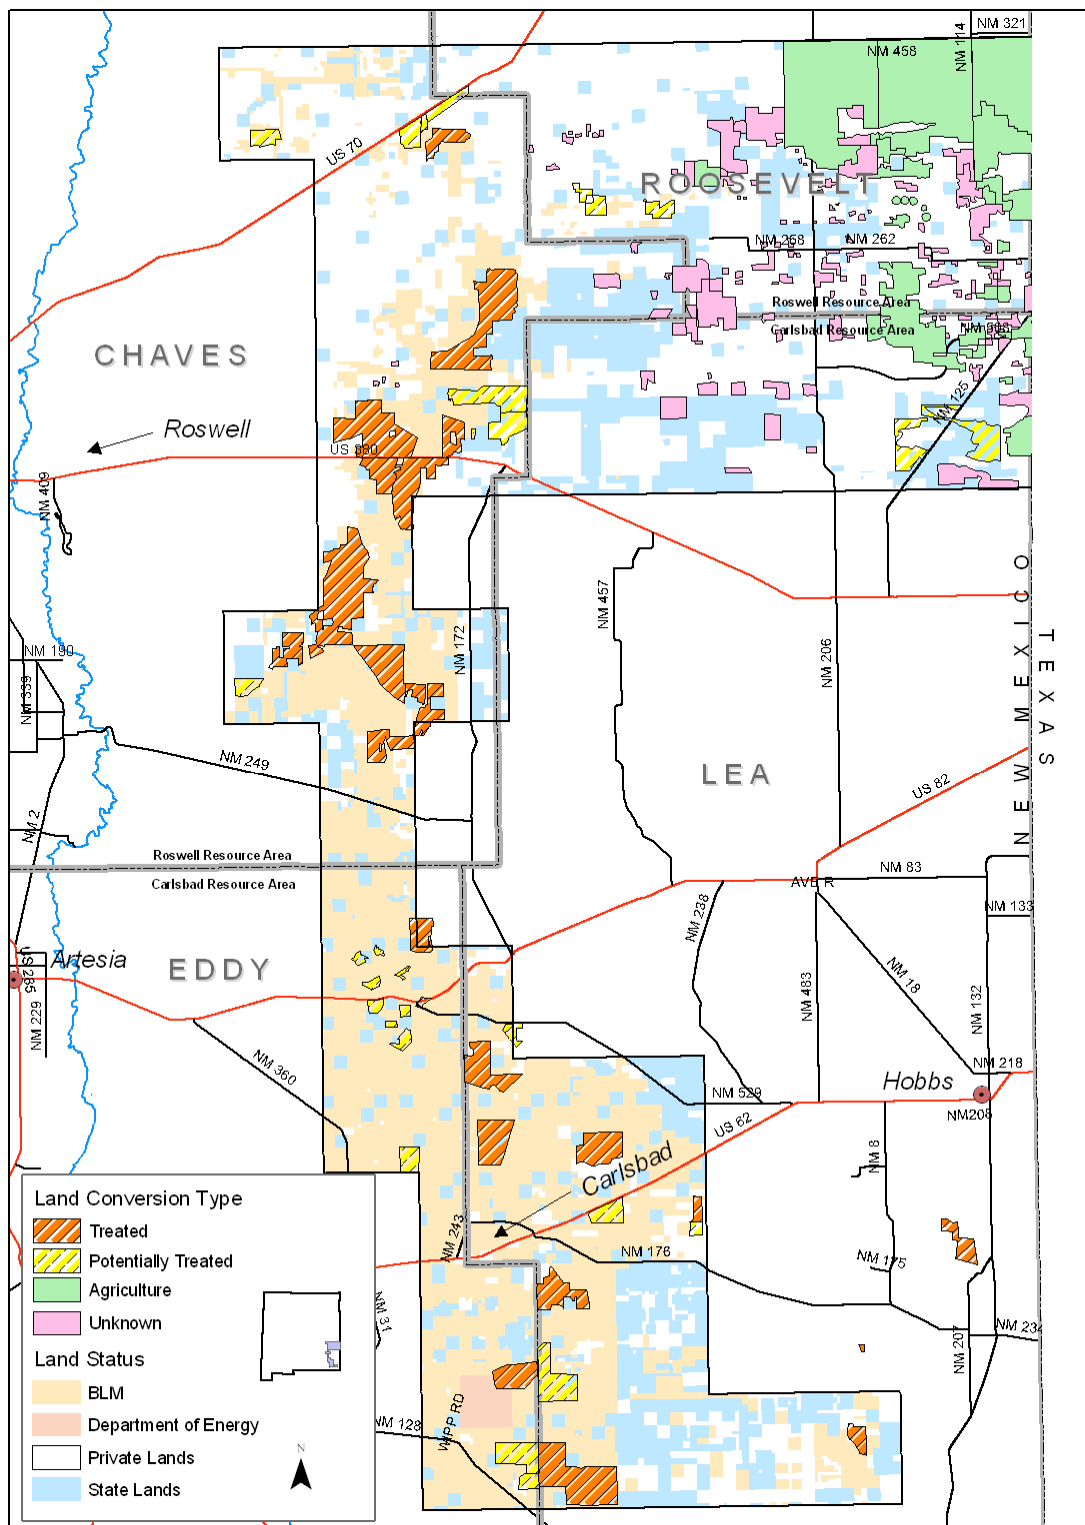 NM 321
NM 114
NM 458
US 70
ROOSEVELT
NM 268
NM 262
Roswell Resource Area
Carlsbad Resource Area
CHAVES
NM 125
Roswell
US 380
NM 409
NEW MEXICO
TEXAS
NM 457
NM 172
NM 206
NM 190
NM 339
NM 249
LEA
US 82
NM 2
Roswell Resource Area
Carlsbad Resource Area
NM 83
AVE R
NM 133
NM 238
Artesia
US 285
EDDY
NM 18
NM 483
NM 132
NM 229
NM 360
NM 218
Hobbs
NM 529
NM208
US 62
NM 8
Carlsbad
NM 243
NM 176
NM 175
NM 31
NM 234
NM 207
NM 128
WIPP RD
Land Conversion Type
Treated
Potentially Treated
Agriculture
Unknown
Land Status
BLM
Department of Energy
Private Lands
State Lands
N